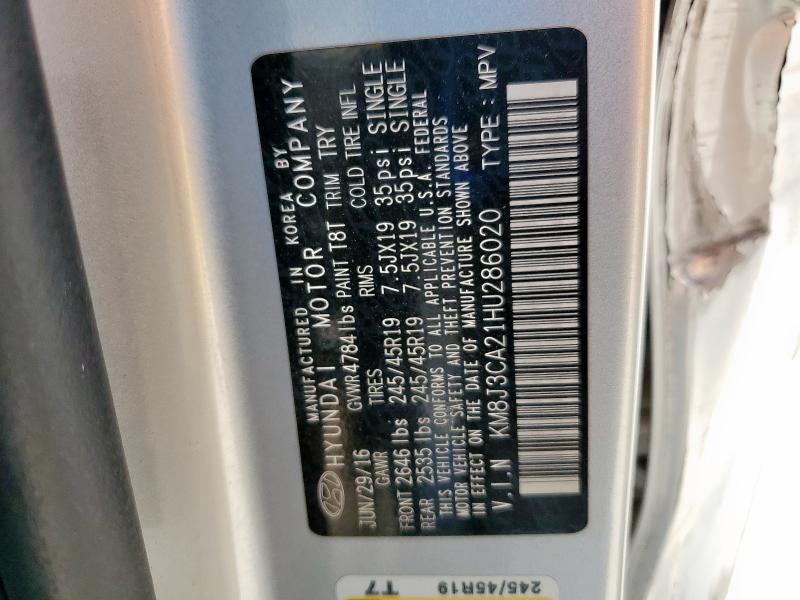 MANUFACTURED IN KOREA BY
HYUNDAI MOTOR COMPANY
JUN/29/16 GVWR 4784 lbs PAINT T8T TRIM TRY
GAWR TIRES RIMS COLD TIRE INFL
FRONT 2646 lbs 245/45R19 7.5JX19 35psi SINGLE
REAR 2535 lbs 245/45R19 7.5JX19 35psi SINGLE
THIS VEHICLE CONFORMS TO ALL APPLICABLE U.S.A. FEDERAL
MOTOR VEHICLE SAFETY AND THEFT PREVENTION STANDARDS
IN EFFECT ON THE DATE OF MANUFACTURE SHOWN ABOVE
V.I.N KM8J3CA21HU286020 TYPE : MPV
245/45R19
T7